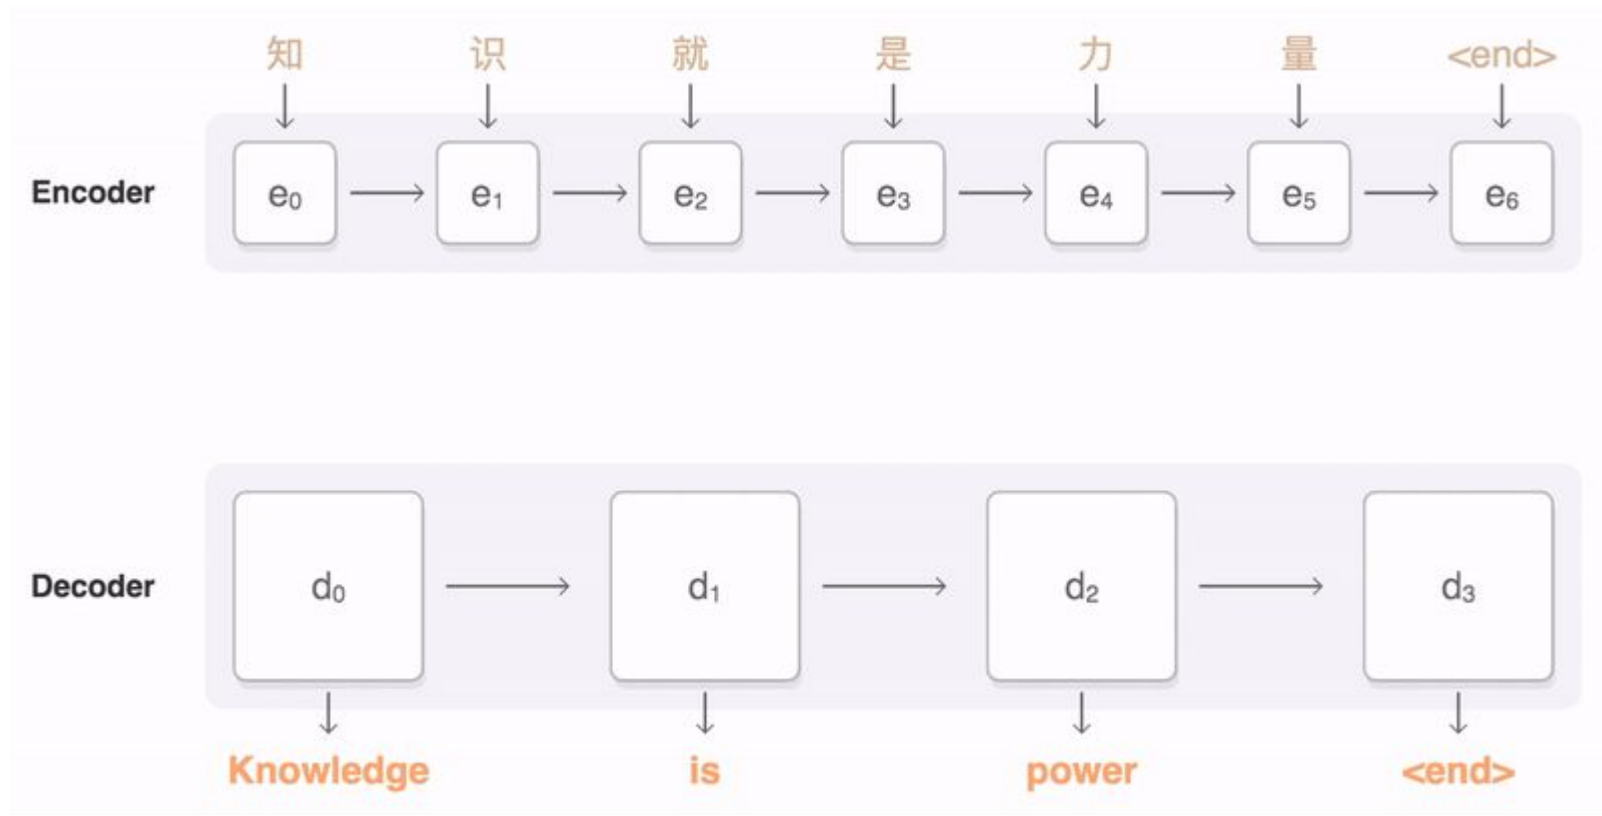 知 识 就 是 力 量 <end>
Encoder e₀ e₁ e₂ e₃ e₄ e₅ e₆
Decoder d₀ d₁ d₂ d₃
Knowledge is power <end>